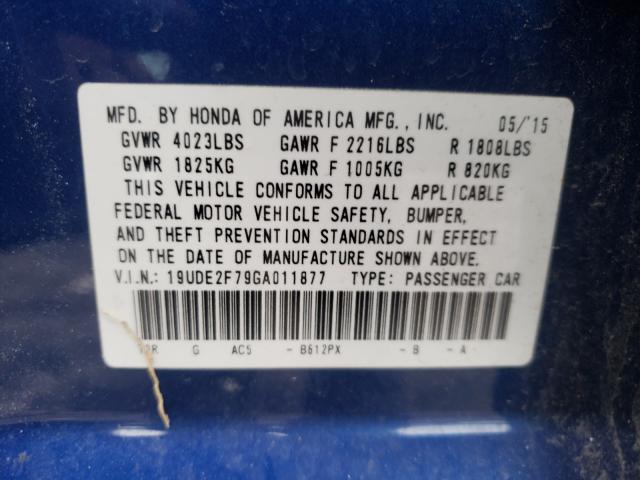 MFD. BY HONDA OF AMERICA MFG., INC. 05/'15
GVWR 4023LBS GAWR F 2216LBS R 1808LBS
GVWR 1825KG GAWR F 1005KG R 820KG
THIS VEHICLE CONFORMS TO ALL APPLICABLE
FEDERAL MOTOR VEHICLE SAFETY, BUMPER,
AND THEFT PREVENTION STANDARDS IN EFFECT
ON THE DATE OF MANUFACTURE SHOWN ABOVE.
V.I.N.: 19UDE2F79GA011877 TYPE: PASSENGER CAR
G AC5 - B612PX - B - A